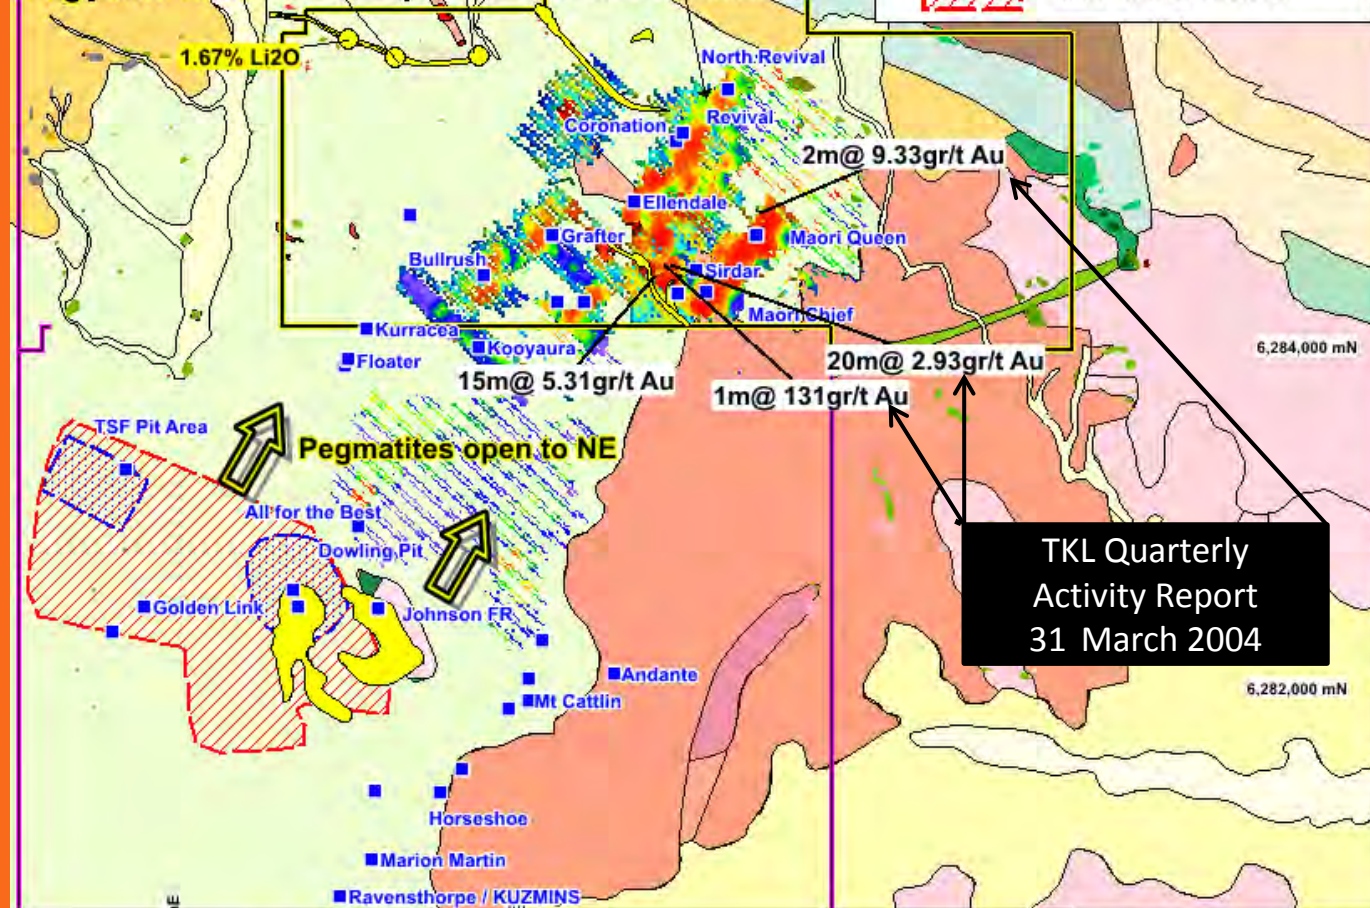 1.67% Li2O
North Revival
Revival
Coronation
2m@ 9.33gr/t Au
Ellendale
Grafter
Maori Queen
Bullrush
Sirdar
Maori Chief
Kurracea
Kooyaura
Floater
6,284,000 mN
20m@ 2.93gr/t Au
15m@ 5.31gr/t Au
1m@ 131gr/t Au
TSF Pit Area
Pegmatites open to NE
All for the Best
Dowling Pit
TKL Quarterly
Activity Report
31 March 2004
Golden Link
Johnson FR
Andante
6,282,000 mN
Mt Cattlin
Horseshoe
Marion Martin
Ravensthorpe / KUZMINS